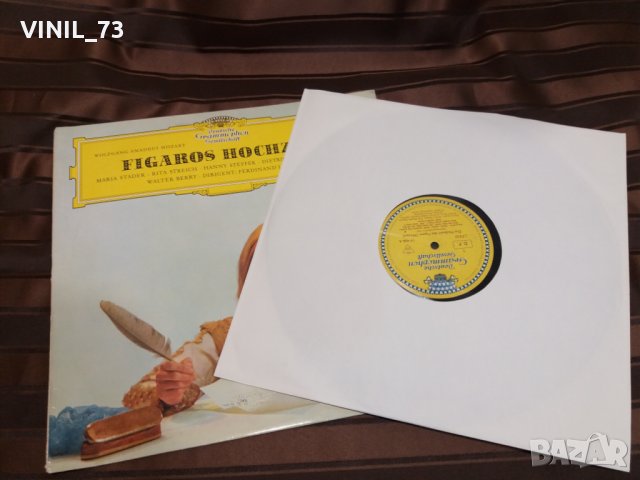 VINIL_73
Deutsche
Grammophon
Gesellschaft
WOLFGANG AMADEUS MOZART
FIGAROS HOCHZ
MARIA STADER · RITA STREICH · HANNY STEFFEK · DIETRI
WALTER BERRY · DIRIGENT: FERDINAND
Deutsche
Grammophon
Gesellschaft
BAZAR